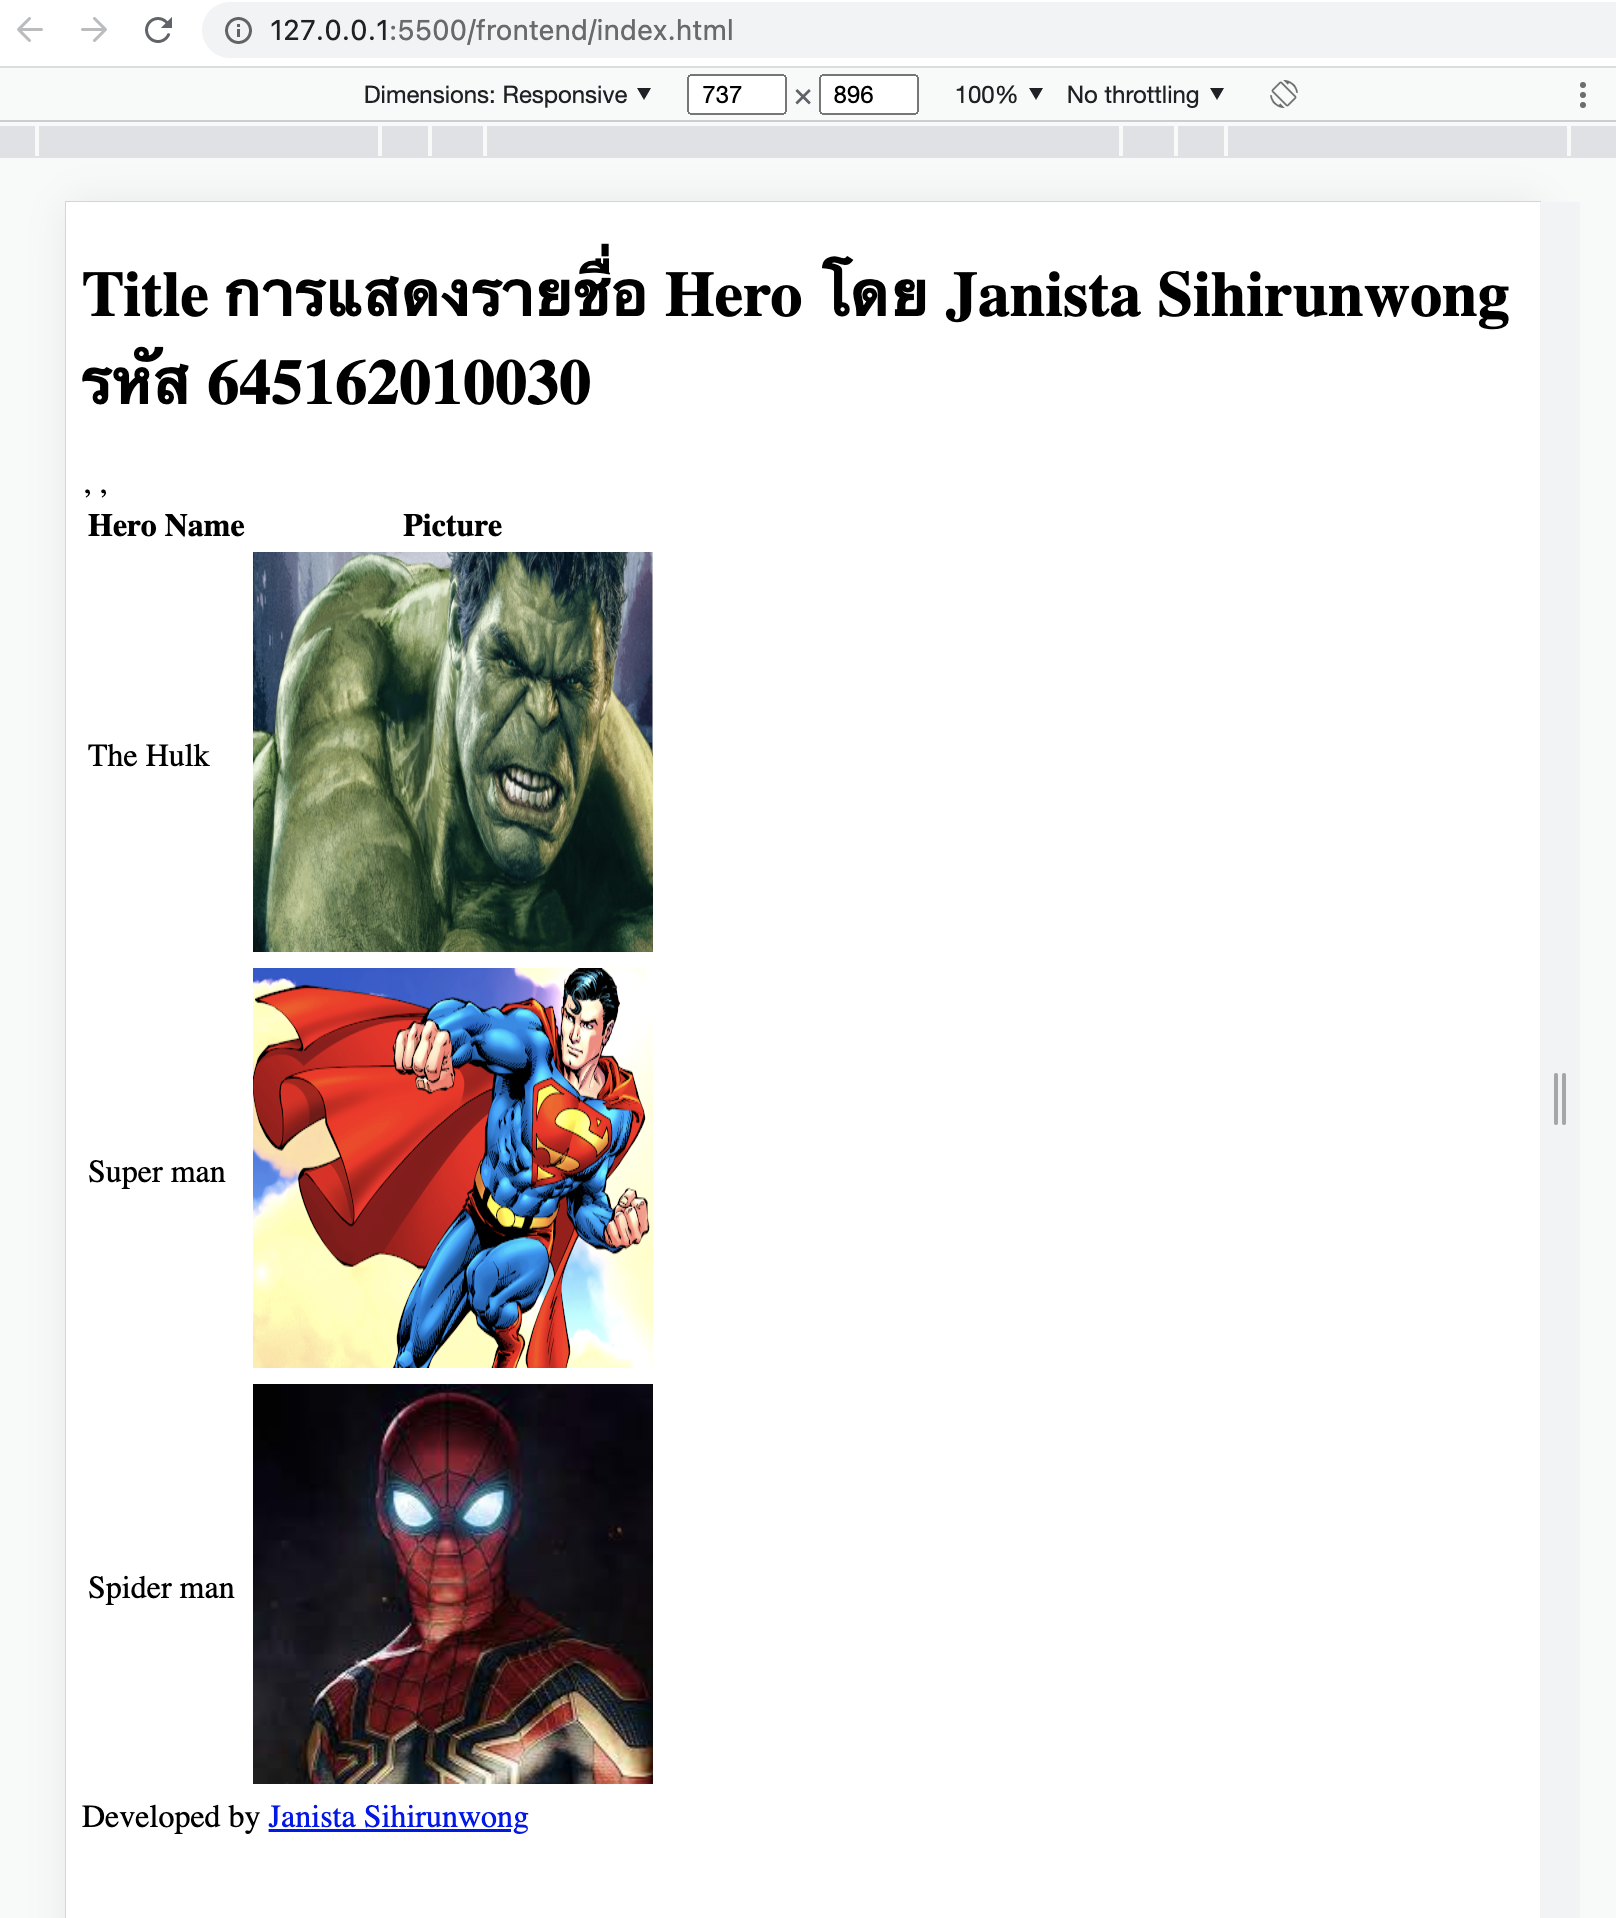 127.0.0.1:5500/frontend/index.html
Dimensions: Responsive ▼ 737 × 896 100% ▼ No throttling ▼
Title การแสดงรายชื่อ Hero โดย Janista Sihirunwong
รหัส 645162010030
, ,
Hero Name Picture
The Hulk
Super man
S
Spider man
Developed by Janista Sihirunwong